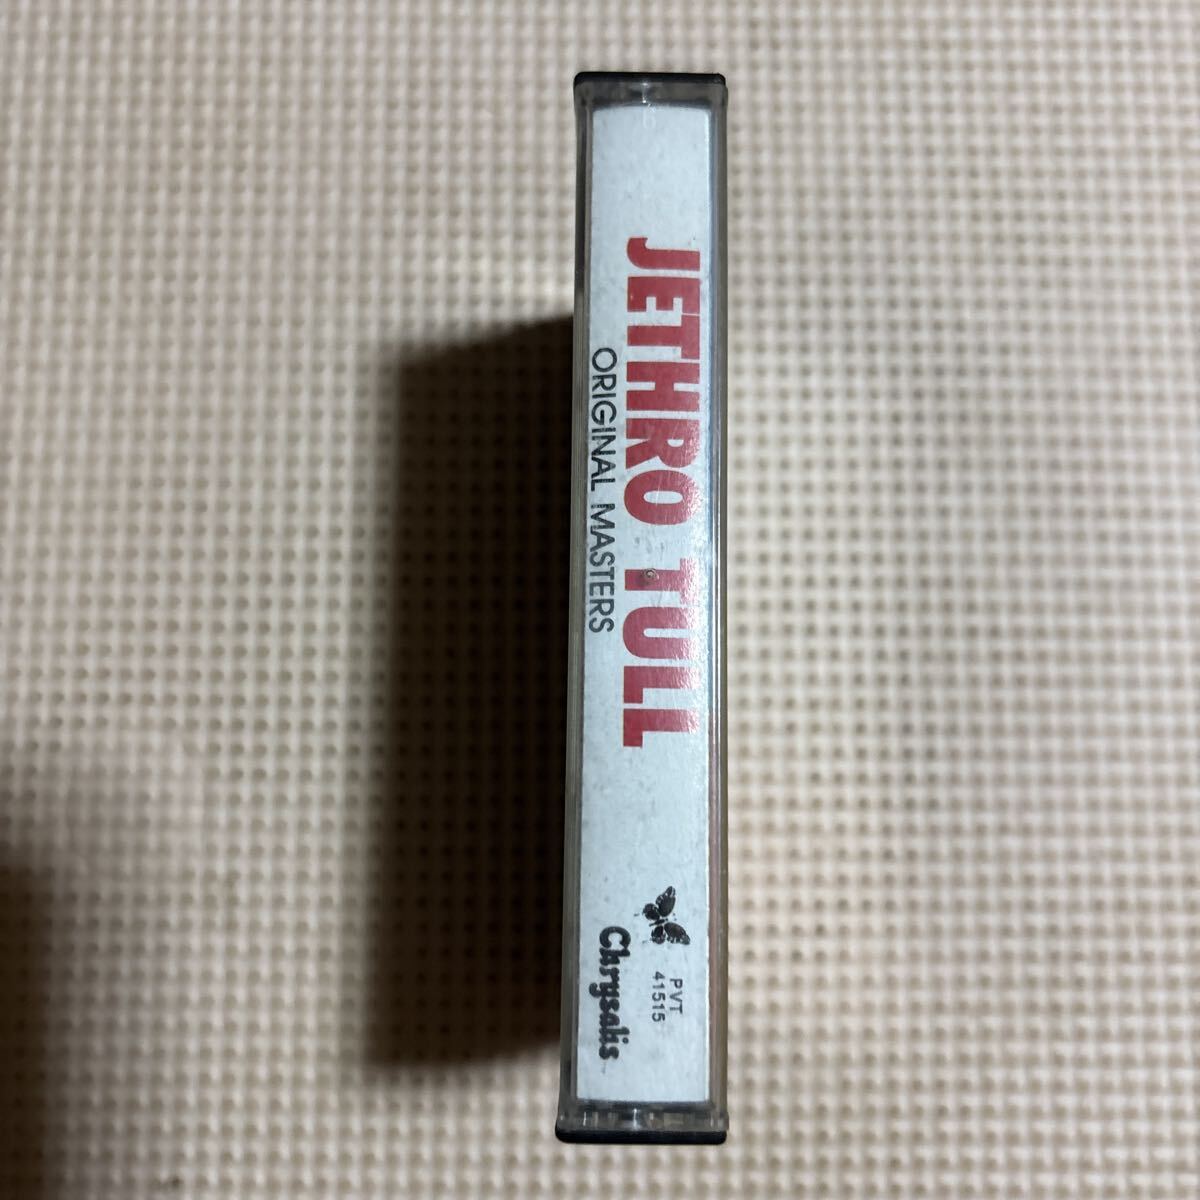 JETHRO TULL
ORIGINAL MASTERS
PVT
41515
Chrysalis